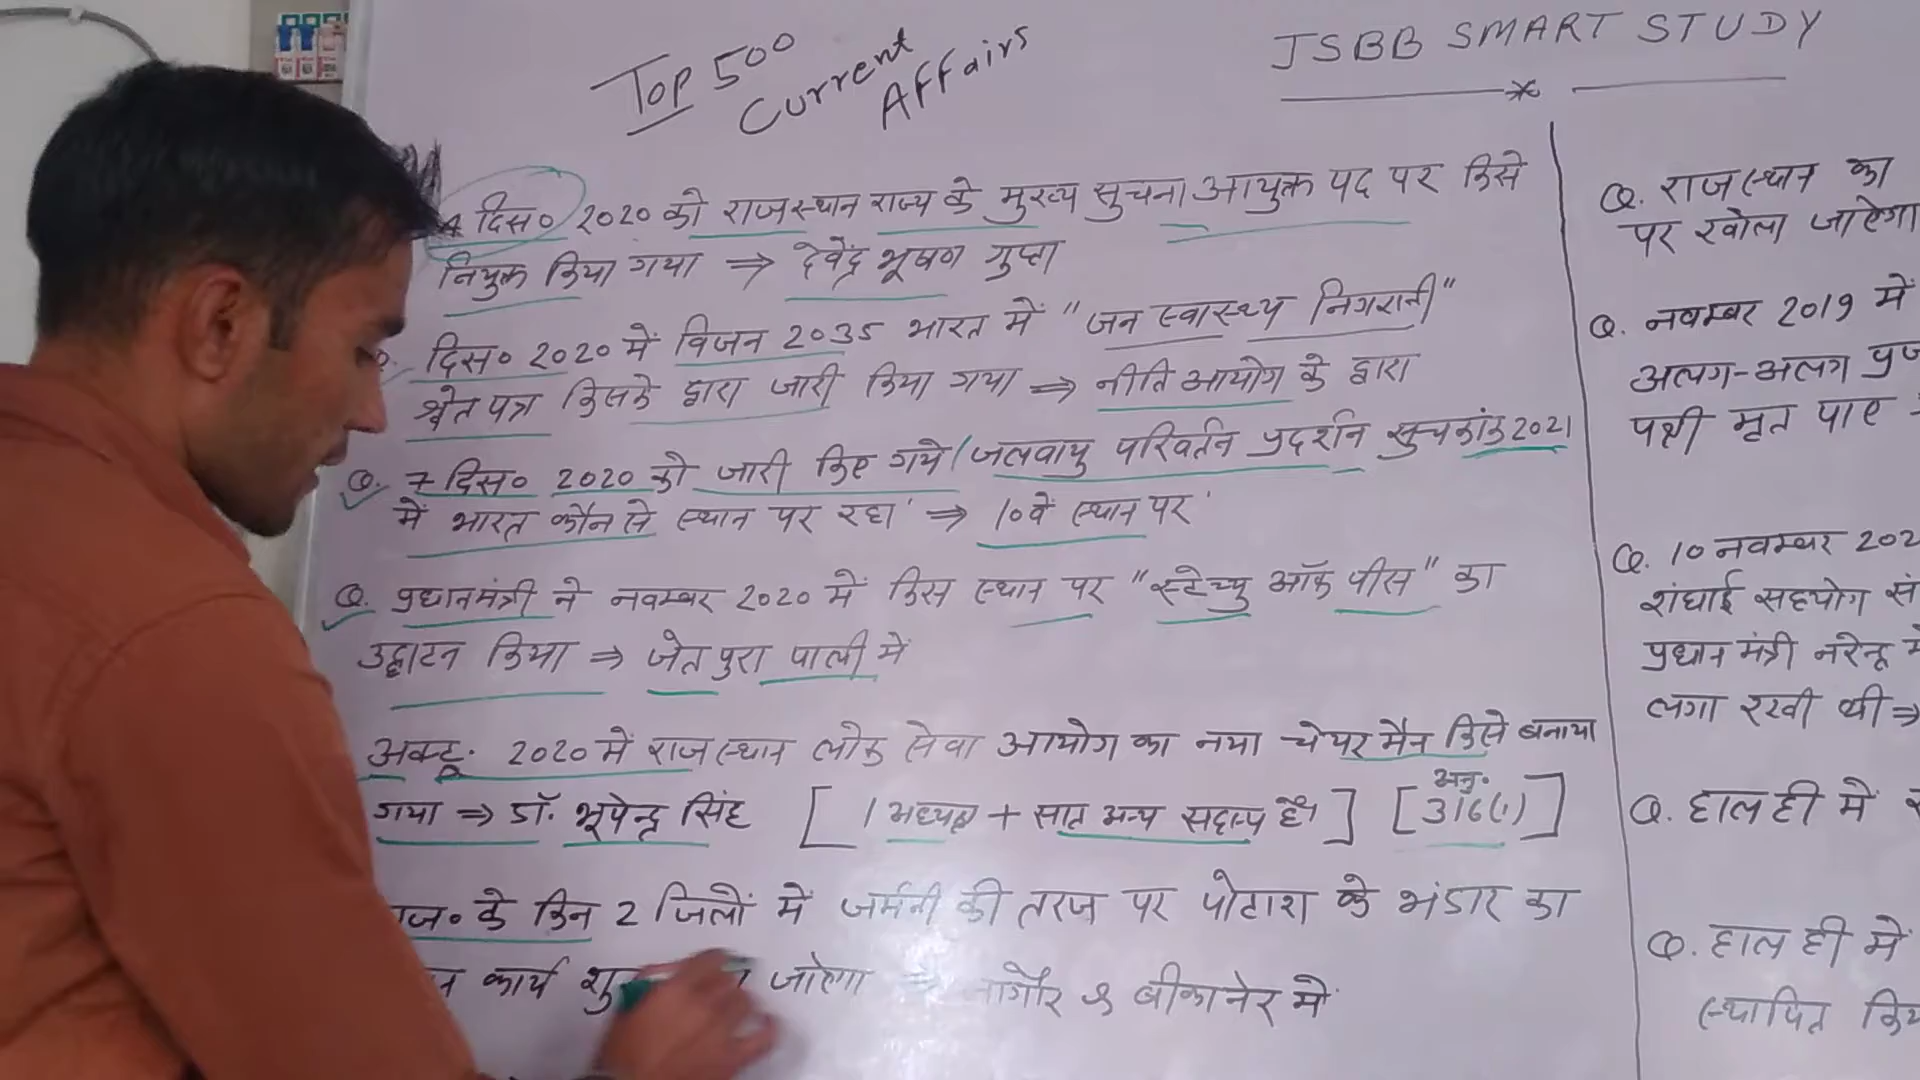 Top 500
Current
Affairs
JSBB SMART STUDY
4 दिस० 2020 को राजस्थान राज्य के मुख्य सुचना आयुक्त पद पर किसे
नियुक्त किया गया ⇒ देवेंद्र भूषण गुप्ता
दिस० 2020 में विजन 2035 भारत में "जन स्वास्थ्य निगरानी"
श्वेत पत्र किसके द्वारा जारी किया गया ⇒ नीति आयोग के द्वारा
Q. 7 दिस० 2020 को जारी किए गये जलवायु परिवर्तन प्रदर्शन सुचकांक 2021
में भारत कौन से स्थान पर रहा ⇒ 10वें स्थान पर
Q. प्रधानमंत्री ने नवम्बर 2020 में किस स्थान पर "स्टेच्यु ऑफ पीस" का
उद्घाटन किया ⇒ जेतपुरा पाली में
अक्टू. 2020 में राजस्थान लोक सेवा आयोग का नया चेयरमैन किसे बनाया
गया ⇒ डॉ. भूपेन्द्र सिंह [1 अध्यक्ष + सात अन्य सदस्य है] [अनु. 316(1)]
के किन 2 जिलों में जर्मनी की तरज पर पोटाश के भंडार का
कार्य जाऐगा ⇒ नागौर & बीकानेर में
Q. राजस्थान का
पर खोला जाऐगा
Q. नवम्बर 2019 में
अलग-अलग
पक्षी मृत पाए
Q. 10 नवम्बर 202
शंघाई सहयोग सं
प्रधान मंत्री नरेन्द्र
लगा रखी थी ⇒
Q. हाल ही में
Q. हाल ही में
स्थापित